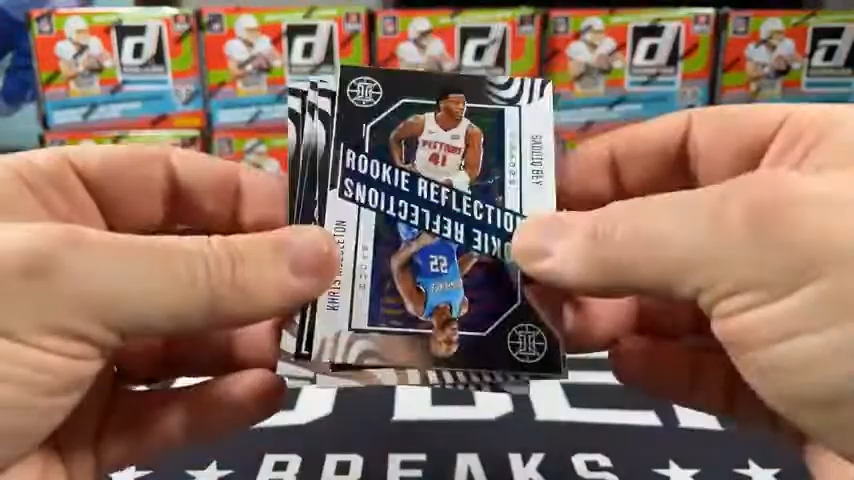 PISTONS
41
SADDIQ BEY
ROOKIE REFLECTIONS
ROOKIE REFLECTIONS
22
KHRIS MIDDLETON
BREAKS